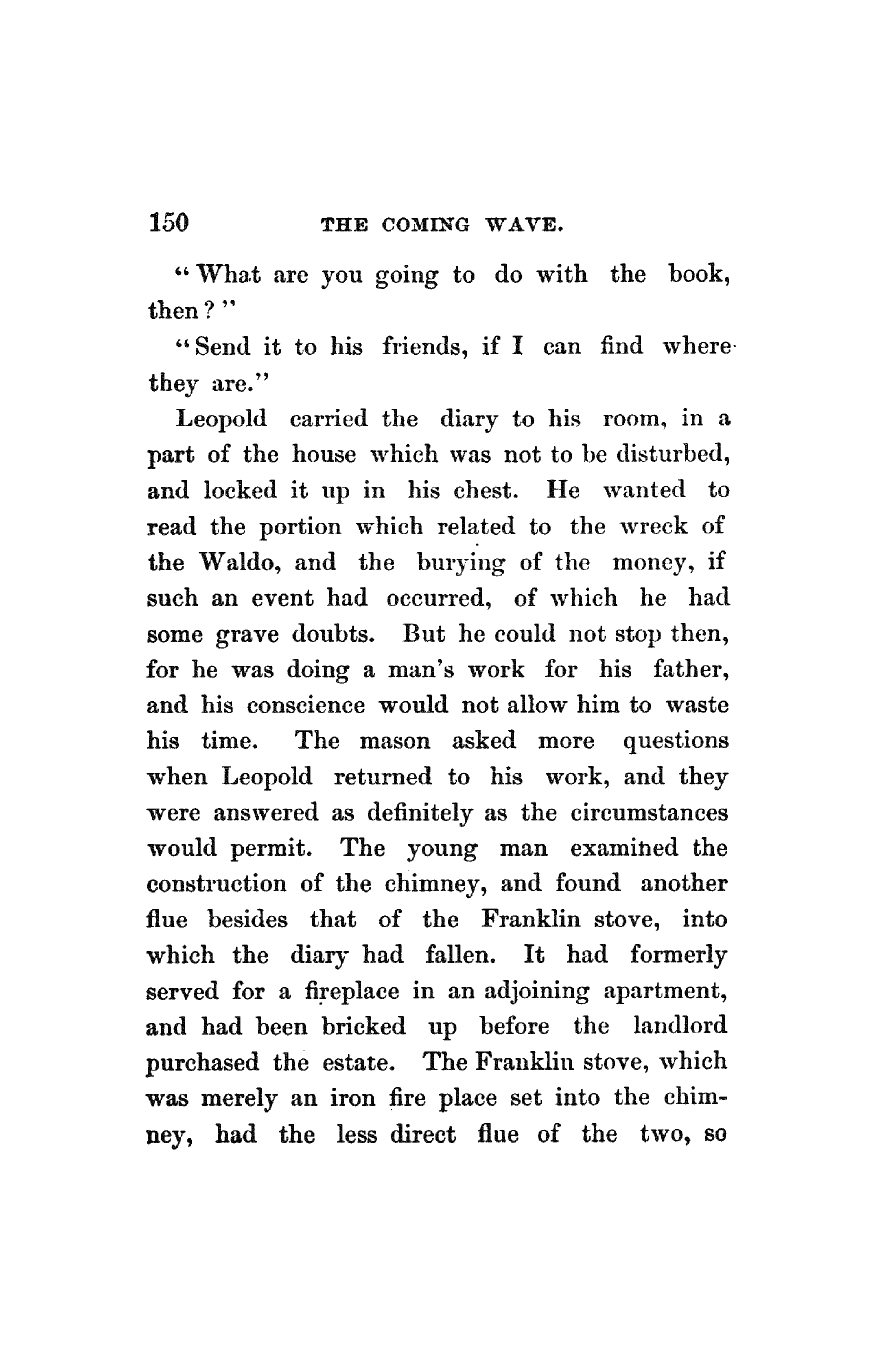 150 THE COMING WAVE.
“What are you going to do with the book,
then?”
“Send it to his friends, if I can find where
they are.”
Leopold carried the diary to his room, in a
part of the house which was not to be disturbed,
and locked it up in his chest. He wanted to
read the portion which related to the wreck of
the Waldo, and the burying of the money, if
such an event had occurred, of which he had
some grave doubts. But he could not stop then,
for he was doing a man's work for his father,
and his conscience would not allow him to waste
his time. The mason asked more questions
when Leopold returned to his work, and they
were answered as definitely as the circumstances
would permit. The young man examined the
construction of the chimney, and found another
flue besides that of the Franklin stove, into
which the diary had fallen. It had formerly
served for a fireplace in an adjoining apartment,
and had been bricked up before the landlord
purchased the estate. The Franklin stove, which
was merely an iron fire place set into the chim-
ney, had the less direct flue of the two, so